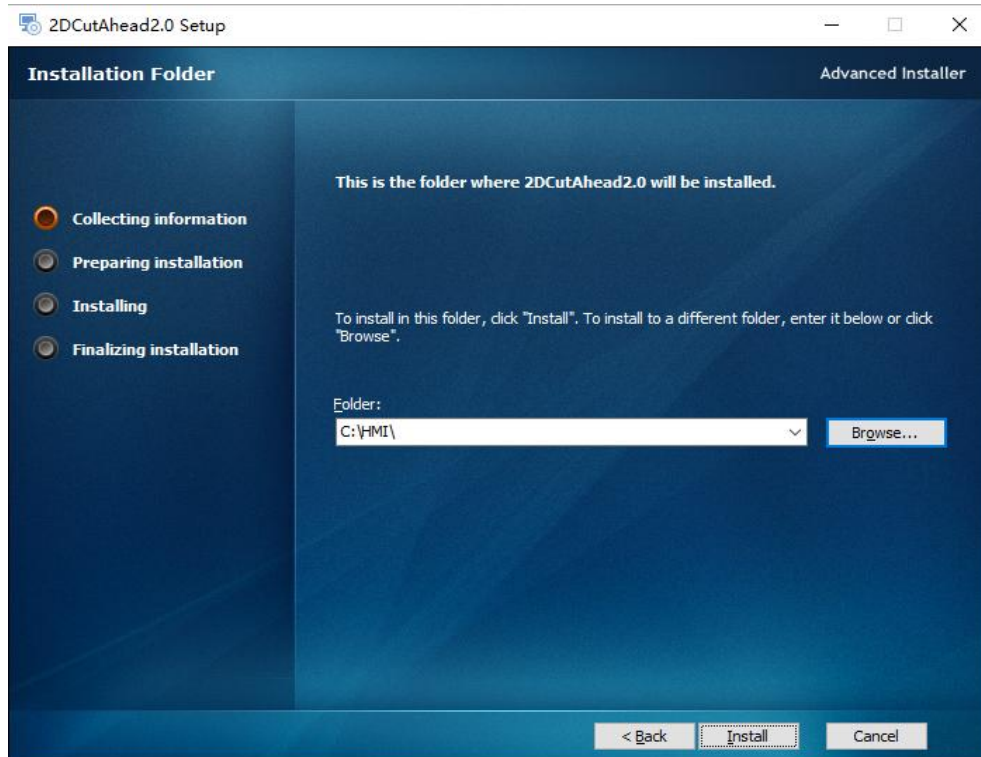 2DCutAhead2.0 Setup
Installation Folder
Advanced Installer
This is the folder where 2DCutAhead2.0 will be installed.
Collecting information
Preparing installation
Installing
Finalizing installation
To install in this folder, click "Install". To install to a different folder, enter it below or click
"Browse".
Folder:
C:\HMI\
Browse...
< Back
Install
Cancel